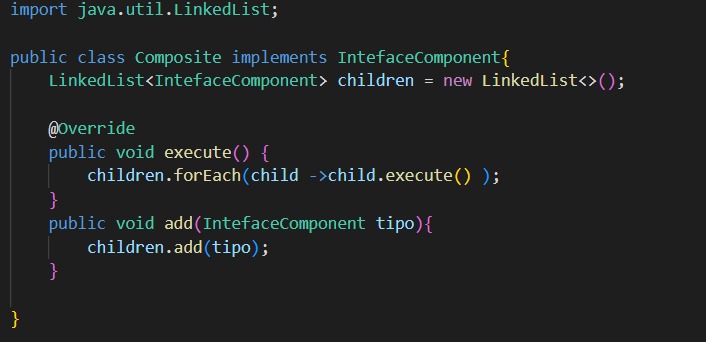 import java.util.LinkedList;
public class Composite implements IntefaceComponent{
    LinkedList<IntefaceComponent> children = new LinkedList<>();
    @Override
    public void execute() {
        children.forEach(child ->child.execute() );
    }
    public void add(IntefaceComponent tipo){
        children.add(tipo);
    }
}